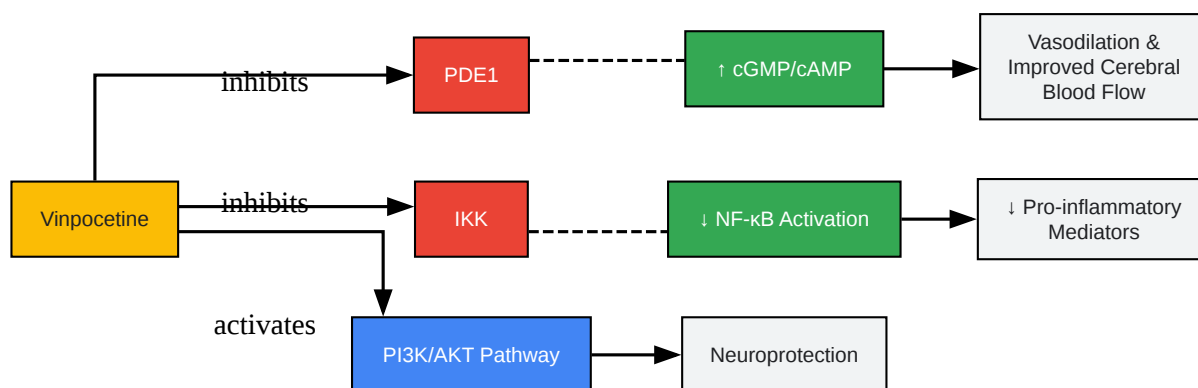 inhibits
PDE1
↑ cGMP/cAMP
Vasodilation &
Improved Cerebral
Blood Flow
Vinpocetine
inhibits
IKK
↓ NF-κB Activation
↓ Pro-inflammatory
Mediators
activates
PI3K/AKT Pathway
Neuroprotection